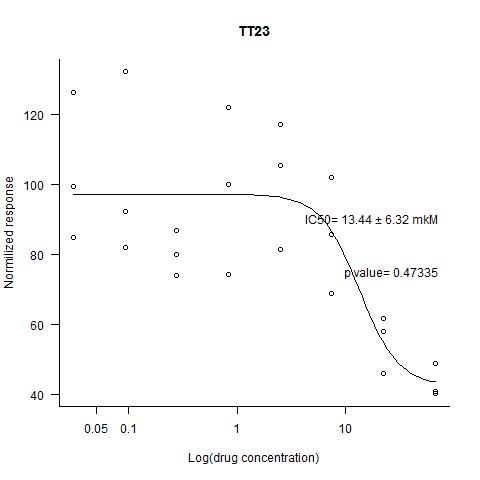 TT23
Normilized response
120
100
80
60
40
IC50= 13.44 ± 6.32 mkM
p value= 0.47335
0.05 0.1 1 10
Log(drug concentration)